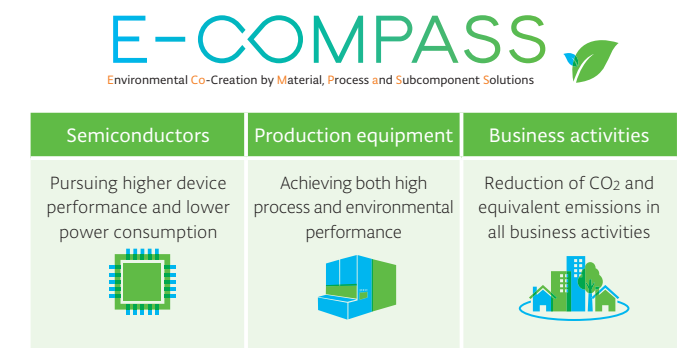 E-COMPASS
Environmental Co-Creation by Material, Process and Subcomponent Solutions
Semiconductors
Pursuing higher device
performance and lower
power consumption
Production equipment
Achieving both high
process and environmental
performance
Business activities
Reduction of CO2 and
equivalent emissions in
all business activities